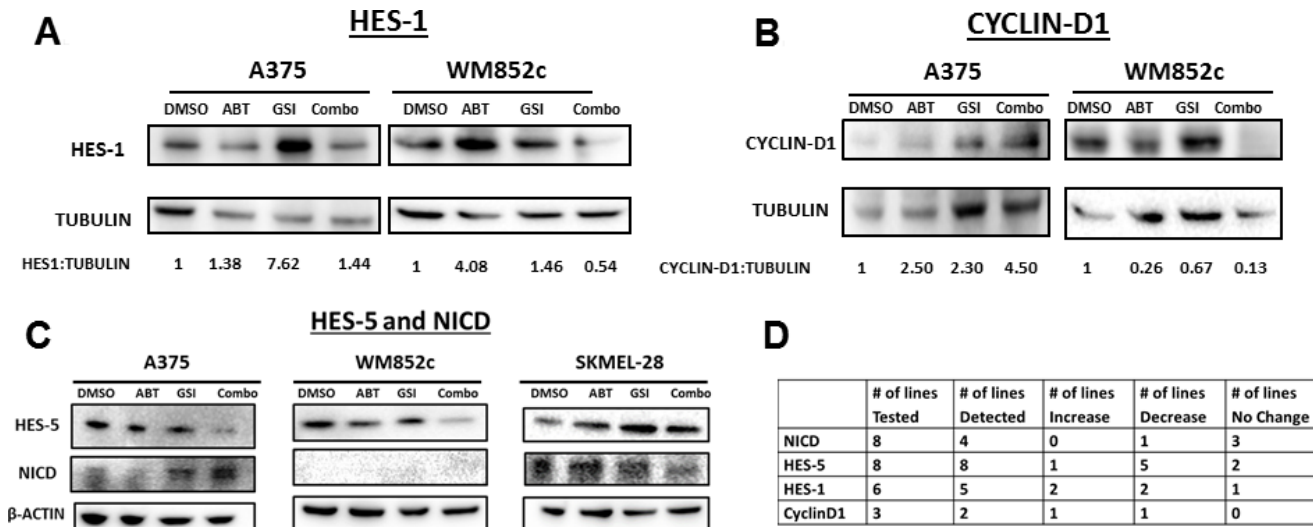 A
HES-1
A375
WM852c
DMSO ABT GSI Combo
DMSO ABT GSI Combo
HES-1
TUBULIN
HES1:TUBULIN 1 1.38 7.62 1.44 1 4.08 1.46 0.54
B
CYCLIN-D1
A375
WM852c
DMSO ABT GSI Combo
DMSO ABT GSI Combo
CYCLIN-D1
TUBULIN
CYCLIN-D1:TUBULIN 1 2.50 2.30 4.50 1 0.26 0.67 0.13
C
HES-5 and NICD
A375
WM852c
SKMEL-28
DMSO ABT GSI Combo
DMSO ABT GSI Combo
DMSO ABT GSI Combo
HES-5
NICD
β-ACTIN
D
# of lines Tested # of lines Detected # of lines Increase # of lines Decrease # of lines No Change
NICD 8 4 0 1 3
HES-5 8 8 1 5 2
HES-1 6 5 2 2 1
CyclinD1 3 2 1 1 0